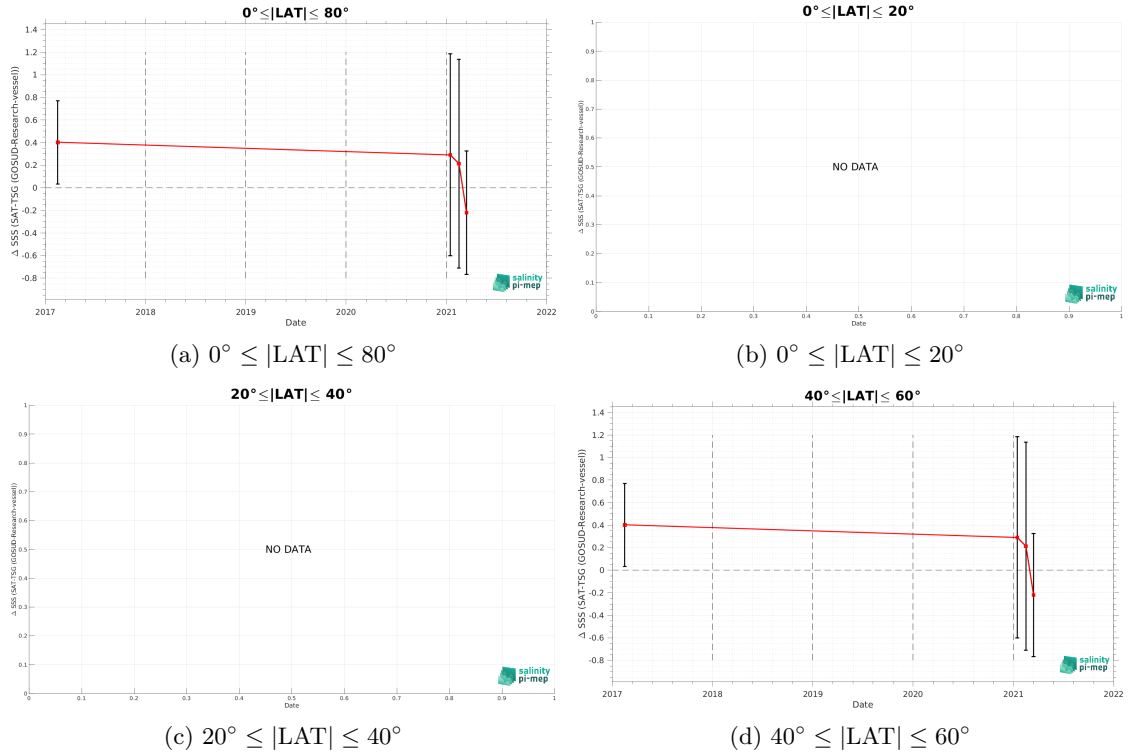 0°≤|LAT|≤ 80°
Δ SSS (SAT-TSG (GOSUD-Research-vessel))
1.4
1.2
1
0.8
0.6
0.4
0.2
0
-0.2
-0.4
-0.6
-0.8
2017 2018 2019 2020 2021 2022
Date
salinity
pi-mep
(a) 0° ≤ |LAT| ≤ 80°
0°≤|LAT|≤ 20°
Δ SSS (SAT-TSG (GOSUD-Research-vessel))
1
0.9
0.8
0.7
0.6
0.5
0.4
0.3
0.2
0.1
0
NO DATA
0 0.1 0.2 0.3 0.4 0.5 0.6 0.7 0.8 0.9 1
Date
salinity
pi-mep
(b) 0° ≤ |LAT| ≤ 20°
20°≤|LAT|≤ 40°
Δ SSS (SAT-TSG (GOSUD-Research-vessel))
1
0.9
0.8
0.7
0.6
0.5
0.4
0.3
0.2
0.1
0
NO DATA
0 0.1 0.2 0.3 0.4 0.5 0.6 0.7 0.8 0.9 1
Date
salinity
pi-mep
(c) 20° ≤ |LAT| ≤ 40°
40°≤|LAT|≤ 60°
Δ SSS (SAT-TSG (GOSUD-Research-vessel))
1.4
1.2
1
0.8
0.6
0.4
0.2
0
-0.2
-0.4
-0.6
-0.8
2017 2018 2019 2020 2021 2022
Date
salinity
pi-mep
(d) 40° ≤ |LAT| ≤ 60°